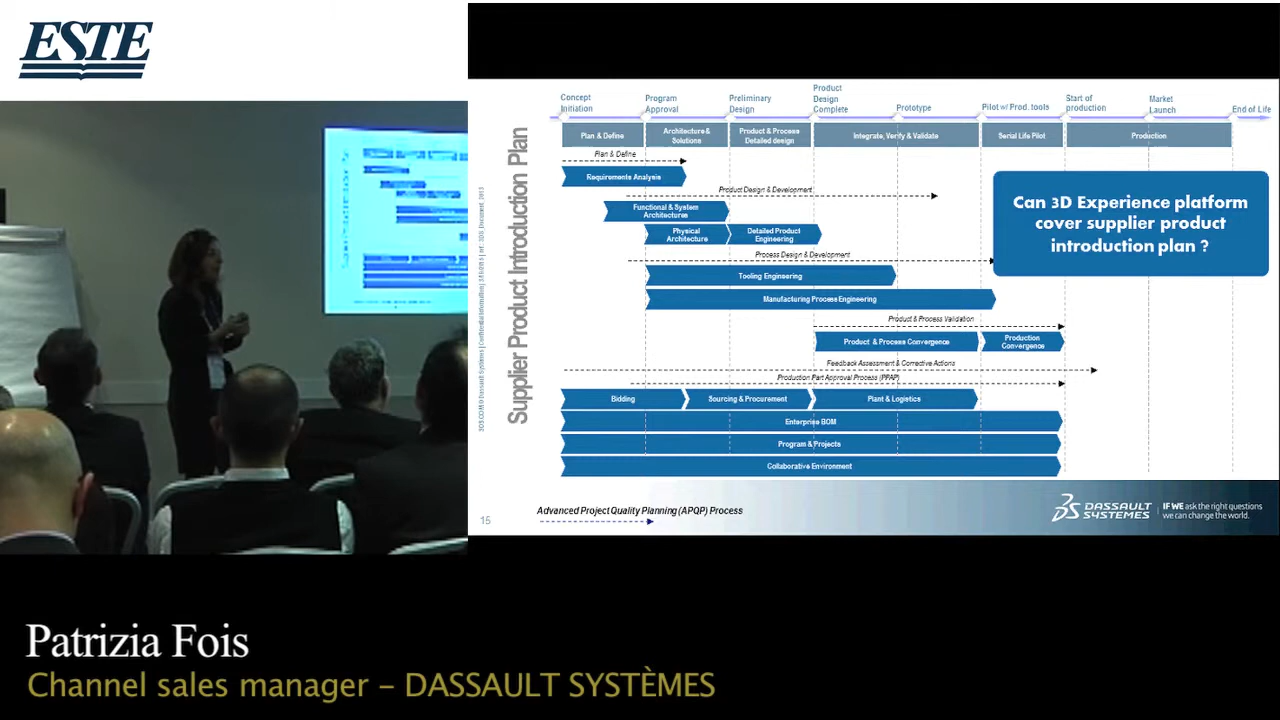 ESTE
Concept
Initiation
Program
Approval
Preliminary
Design
Product
Design
Complete
Prototype
Pilot w/ Prod. tools
Start of
production
Market
Launch
End of Life
Plan & Define
Architecture &
Solutions
Product & Process
Detailed design
Integrate, Verify & Validate
Serial Life Pilot
Production
Supplier Product Introduction Plan
Plan & Define
Requirements Analysis
Product Design & Development
Functional & System
Architectures
Physical
Architecture
Detailed Product
Engineering
Process Design & Development
Tooling Engineering
Manufacturing Process Engineering
Can 3D Experience platform
cover supplier product
introduction plan ?
Product & Process Validation
Product & Process Convergence
Production
Convergence
Feedback Assessment & Corrective Actions
Production Part Approval Process (PPAP)
Bidding
Sourcing & Procurement
Plant & Logistics
Enterprise BOM
Program & Projects
Collaborative Environment
15
Advanced Project Quality Planning (APQP) Process
DASSAULT
SYSTEMES
IF WE ask the right questions
we can change the world.
Patrizia Fois
Channel sales manager – DASSAULT SYSTÈMES